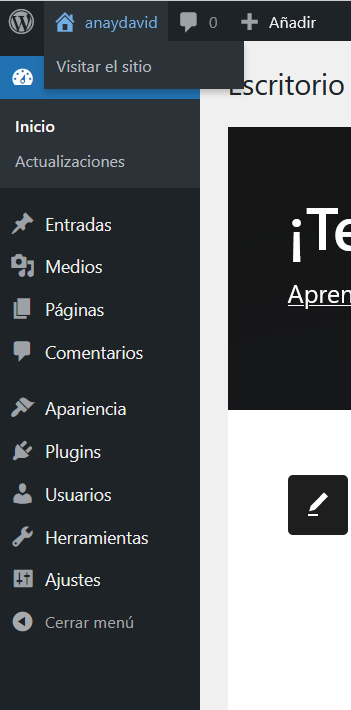 anaydavid
0
Añadir
Visitar el sitio
Escritorio
Inicio
Actualizaciones
Entradas
Medios
Páginas
Comentarios
Apariencia
Plugins
Usuarios
Herramientas
Ajustes
Cerrar menú
¡Te
Apren